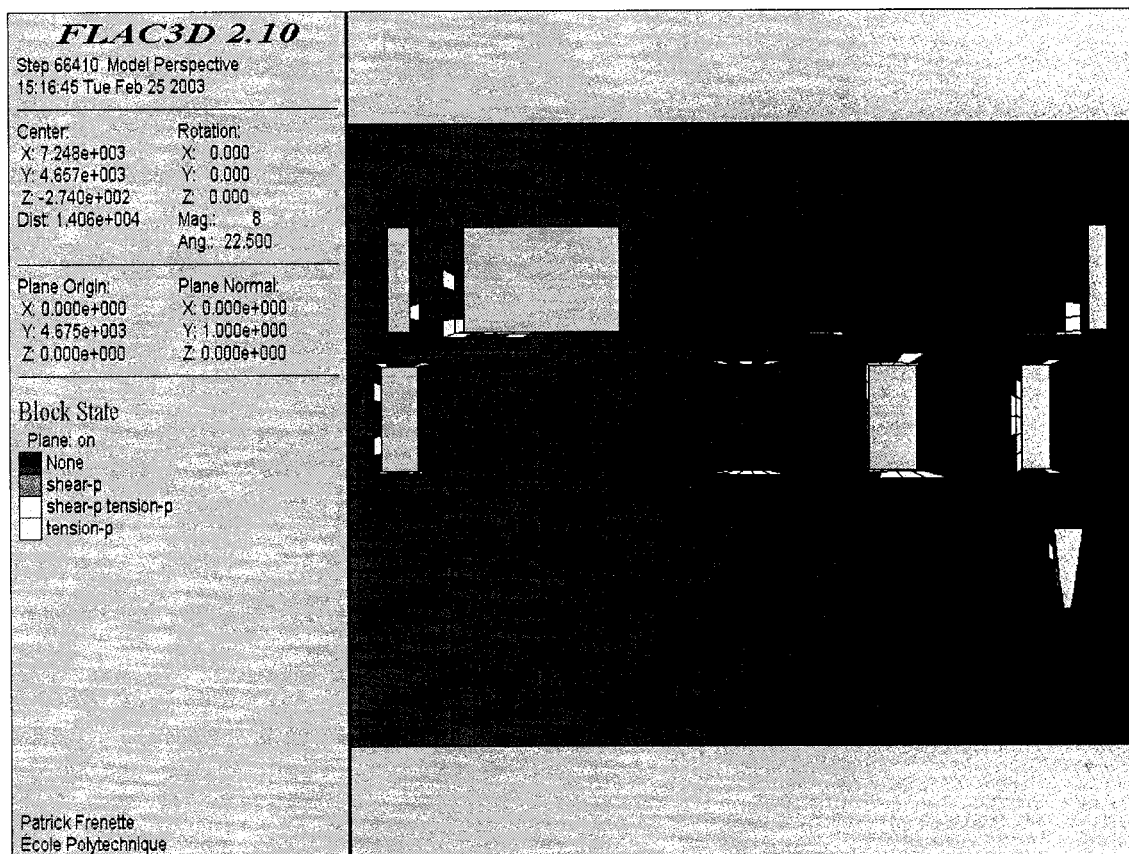 FLAC3D 2.10
Step 66410 Model Perspective
15:16:45 Tue Feb 25 2003
Center: Rotation:
X: 7.248e+003 X: 0.000
Y: 4.657e+003 Y: 0.000
Z: -2.740e+002 Z: 0.000
Dist: 1.406e+004 Mag.: 8
Ang.: 22.500
Plane Origin: Plane Normal:
X: 0.000e+000 X: 0.000e+000
Y: 4.675e+003 Y: 1.000e+000
Z: 0.000e+000 Z: 0.000e+000
Block State
Plane: on
None
shear-p
shear-p tension-p
tension-p
Patrick Frenette
École Polytechnique